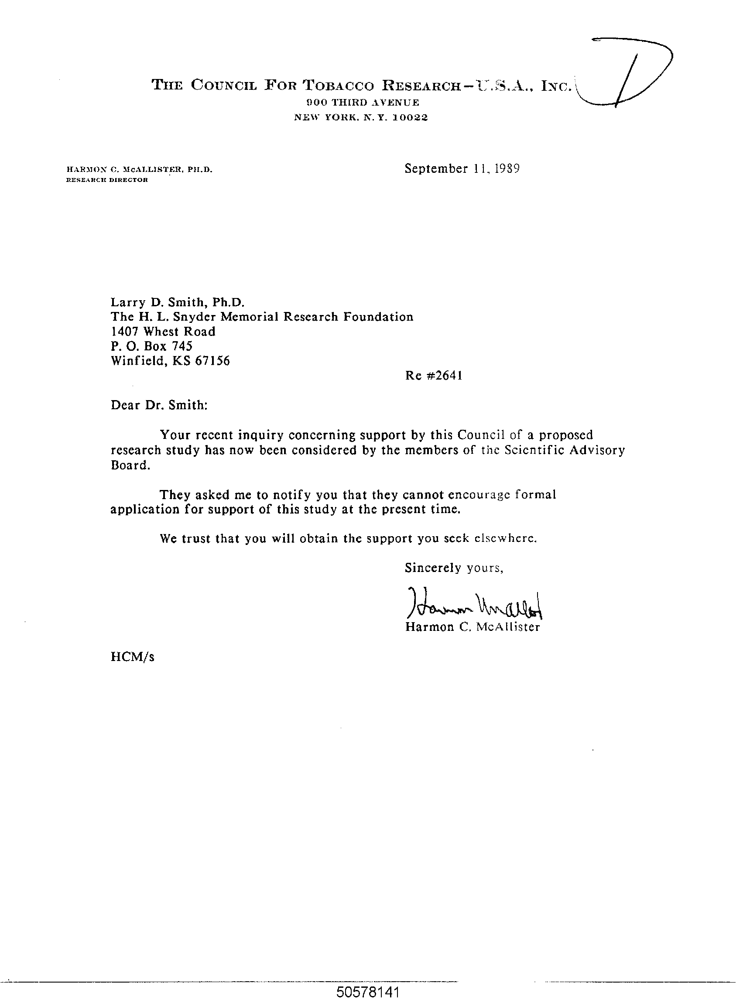 D
THE COUNCIL FOR TOBACCO RESEARCH-U.S.A., INC.
900 THIRD AVENUE
NEW YORK, N. Y. 10022
HARMON C. McALLISTER, PH.D.
RESEARCH DIRECTOR
September 11, 1989
Larry D. Smith, Ph.D.
The H. L. Snyder Memorial Research Foundation
1407 Whest Road
P. O. Box 745
Winfield, KS 67156
Re #2641
Dear Dr. Smith:
Your recent inquiry concerning support by this Council of a proposed
research study has now been considered by the members of the Scientific Advisory
Board.
They asked me to notify you that they cannot encourage formal
application for support of this study at the present time.
We trust that you will obtain the support you seek elsewhere.
Sincerely yours,
Harmon C. McAllister
HCM/s
50578141